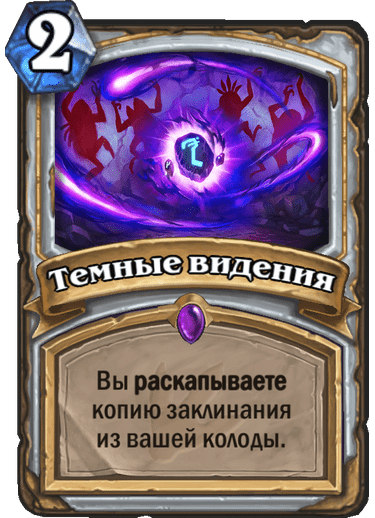 2
Темные видения
Вы раскапываете
копию заклинания
из вашей колоды.